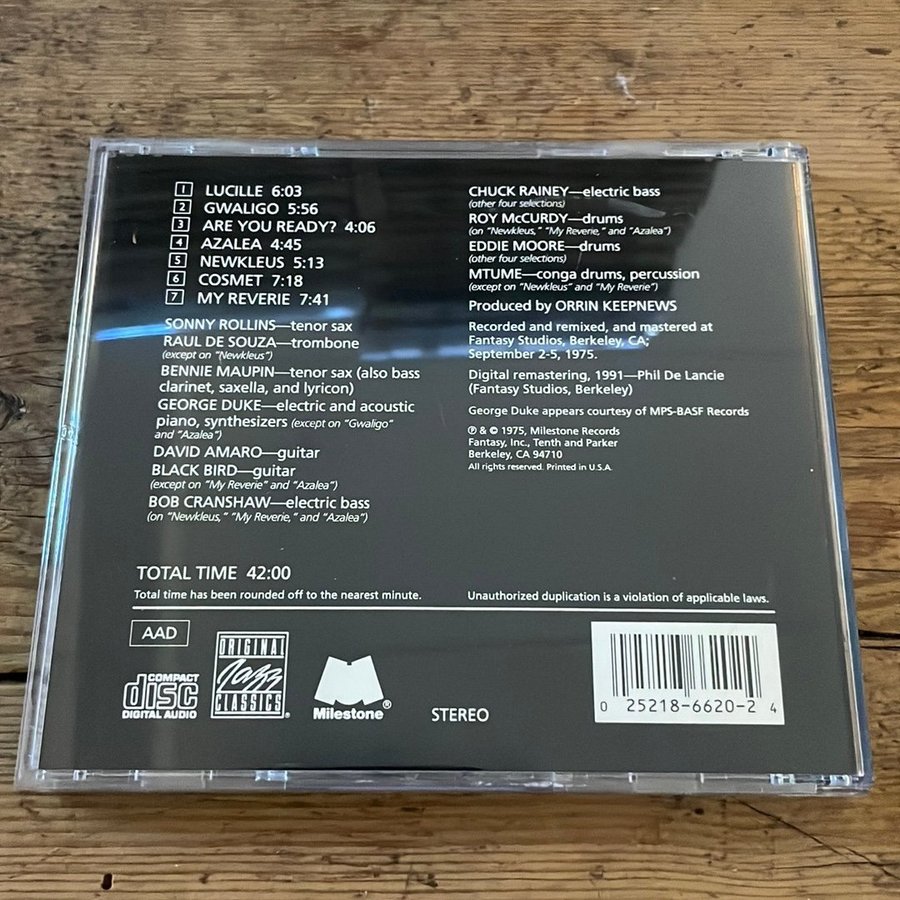 1 LUCILLE 6:03
2 GWALIGO 5:56
3 ARE YOU READY? 4:06
4 AZALEA 4:45
5 NEWKLEUS 5:13
6 COSMET 7:18
7 MY REVERIE 7:41
SONNY ROLLINS—tenor sax
RAUL DE SOUZA—trombone
(except on "Newkleus")
BENNIE MAUPIN—tenor sax (also bass
clarinet, saxella, and lyricon)
GEORGE DUKE—electric and acoustic
piano, synthesizers (except on "Gwaligo"
and "Azalea")
DAVID AMARO—guitar
BLACK BIRD—guitar
(except on "My Reverie" and "Azalea")
BOB CRANSHAW—electric bass
(on "Newkleus," "My Reverie," and "Azalea")
CHUCK RAINEY—electric bass
(other four selections)
ROY McCURDY—drums
(on "Newkleus," "My Reverie," and "Azalea")
EDDIE MOORE—drums
(other four selections)
MTUME—conga drums, percussion
(except on "Newkleus" and "My Reverie")
Produced by ORRIN KEEPNEWS
Recorded and remixed, and mastered at
Fantasy Studios, Berkeley, CA;
September 2-5, 1975.
Digital remastering, 1991—Phil De Lancie
(Fantasy Studios, Berkeley)
George Duke appears courtesy of MPS-BASF Records
℗ & © 1975, Milestone Records
Fantasy, Inc., Tenth and Parker
Berkeley, CA 94710
All rights reserved. Printed in U.S.A.
TOTAL TIME 42:00
Total time has been rounded off to the nearest minute.
Unauthorized duplication is a violation of applicable laws.
AAD
COMPACT
disc
DIGITAL AUDIO
ORIGINAL
Jazz
CLASSICS®
Milestone®
STEREO
0 25218-6620-2 4